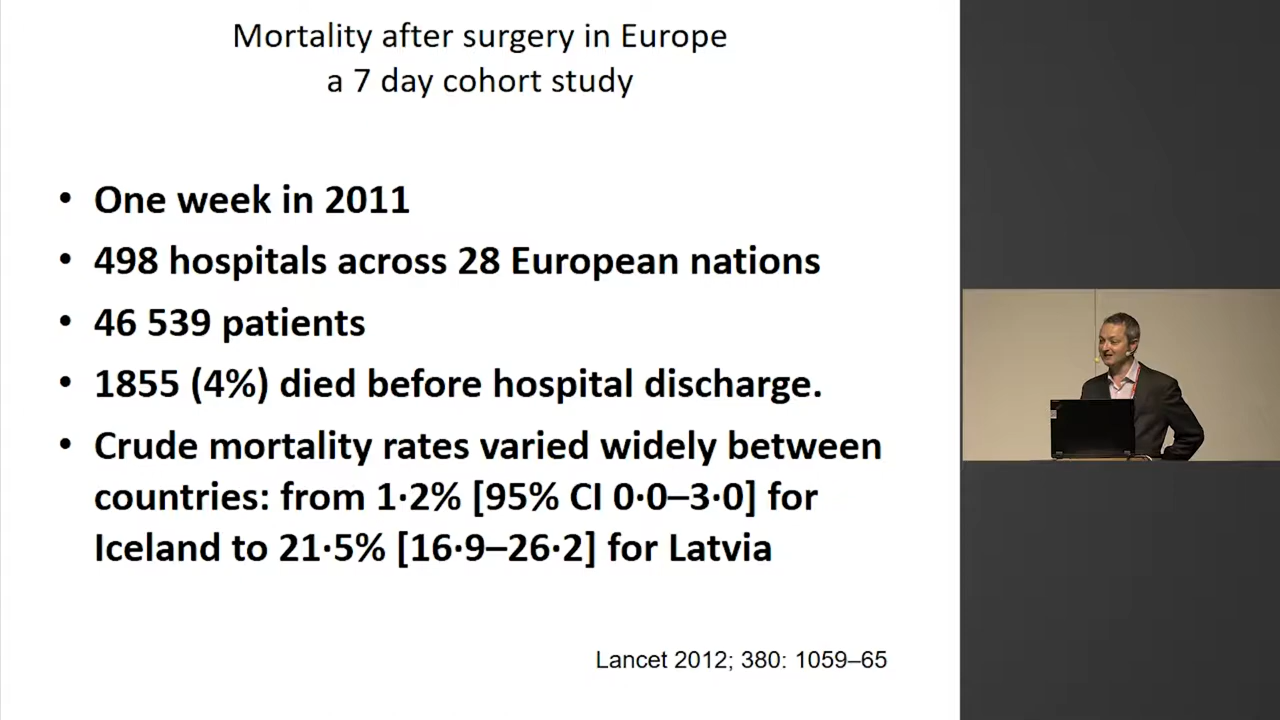 Mortality after surgery in Europe
a 7 day cohort study
• One week in 2011
• 498 hospitals across 28 European nations
• 46 539 patients
• 1855 (4%) died before hospital discharge.
• Crude mortality rates varied widely between
countries: from 1·2% [95% CI 0·0–3·0] for
Iceland to 21·5% [16·9–26·2] for Latvia
Lancet 2012; 380: 1059–65